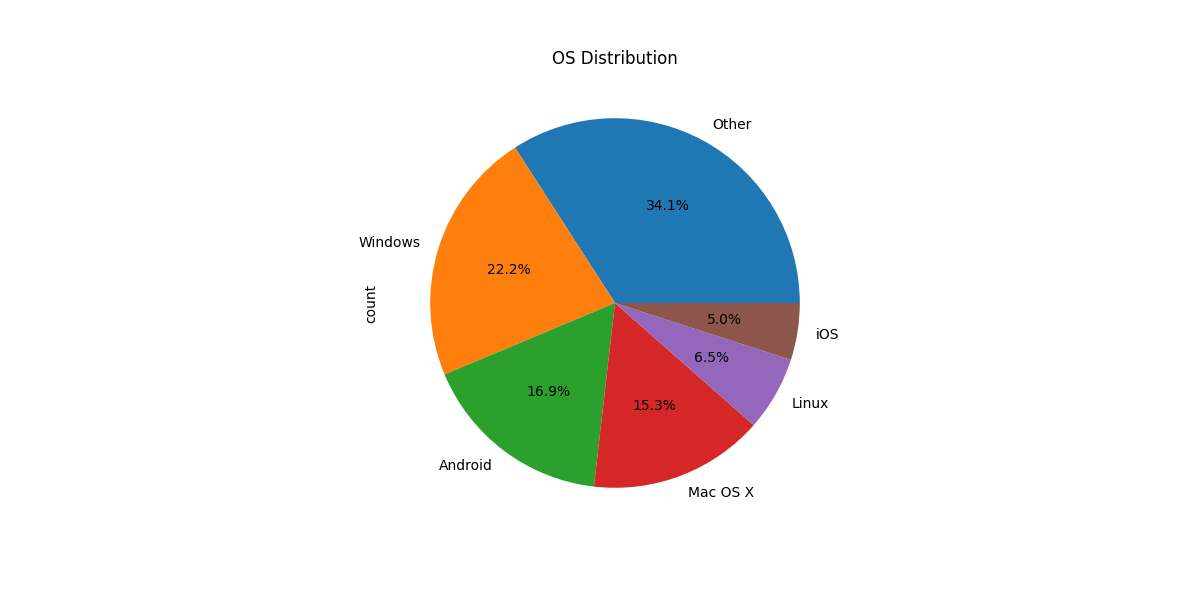 OS Distribution
Other
34.1%
Windows
22.2%
count
5.0%
iOS
6.5%
16.9%
15.3%
Linux
Android
Mac OS X